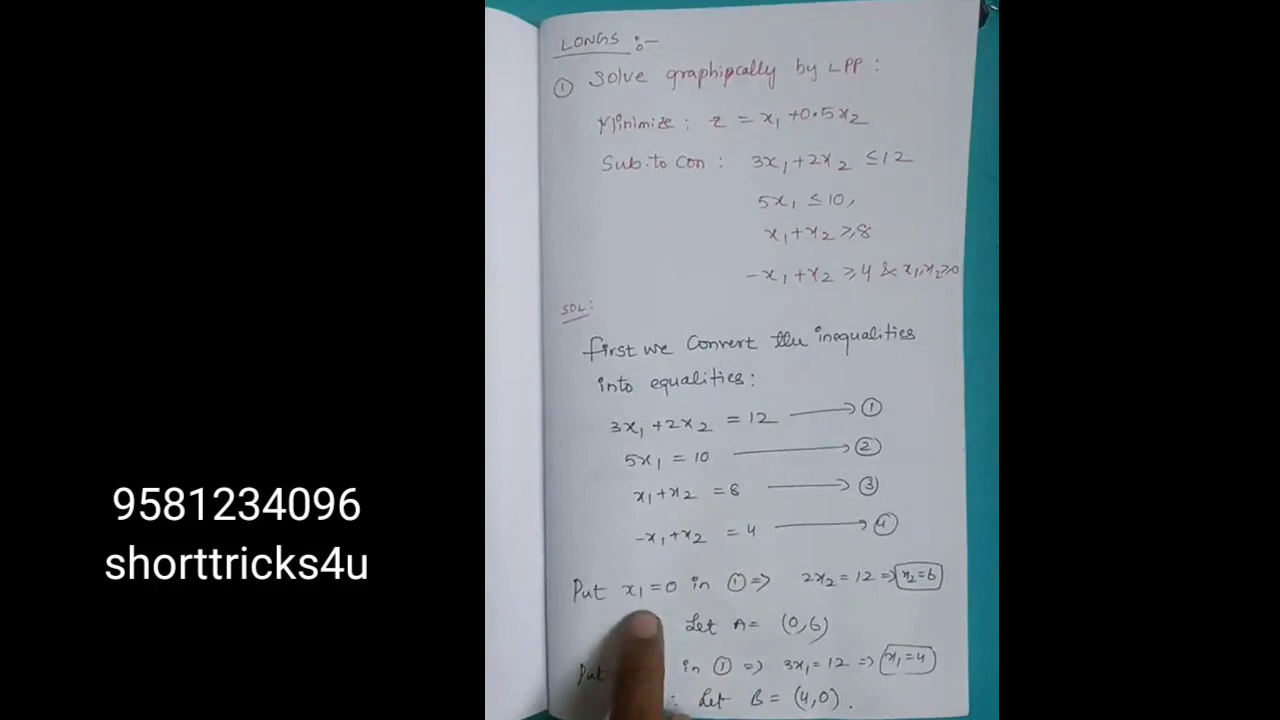 LONGS :-
① Solve graphipcally by LPP :
Minimize : z = x₁ + 0.5x₂
Sub. to Con : 3x₁ + 2x₂ ≤ 12
5x₁ ≤ 10,
x₁ + x₂ ≥ 8
-x₁ + x₂ ≥ 4 & x₁, x₂ ≥ 0
SOL:
First we Convert the inequalities
into equalities :
3x₁ + 2x₂ = 12 → ①
5x₁ = 10 → ②
x₁ + x₂ = 8 → ③
-x₁ + x₂ = 4 → ④
Put x₁ = 0 in ① ⇒ 2x₂ = 12 ⇒ x₂ = 6
Let A = (0, 6)
Put in ① ⇒ 3x₁ = 12 ⇒ x₁ = 4
: Let B = (4, 0).
9581234096
shorttricks4u